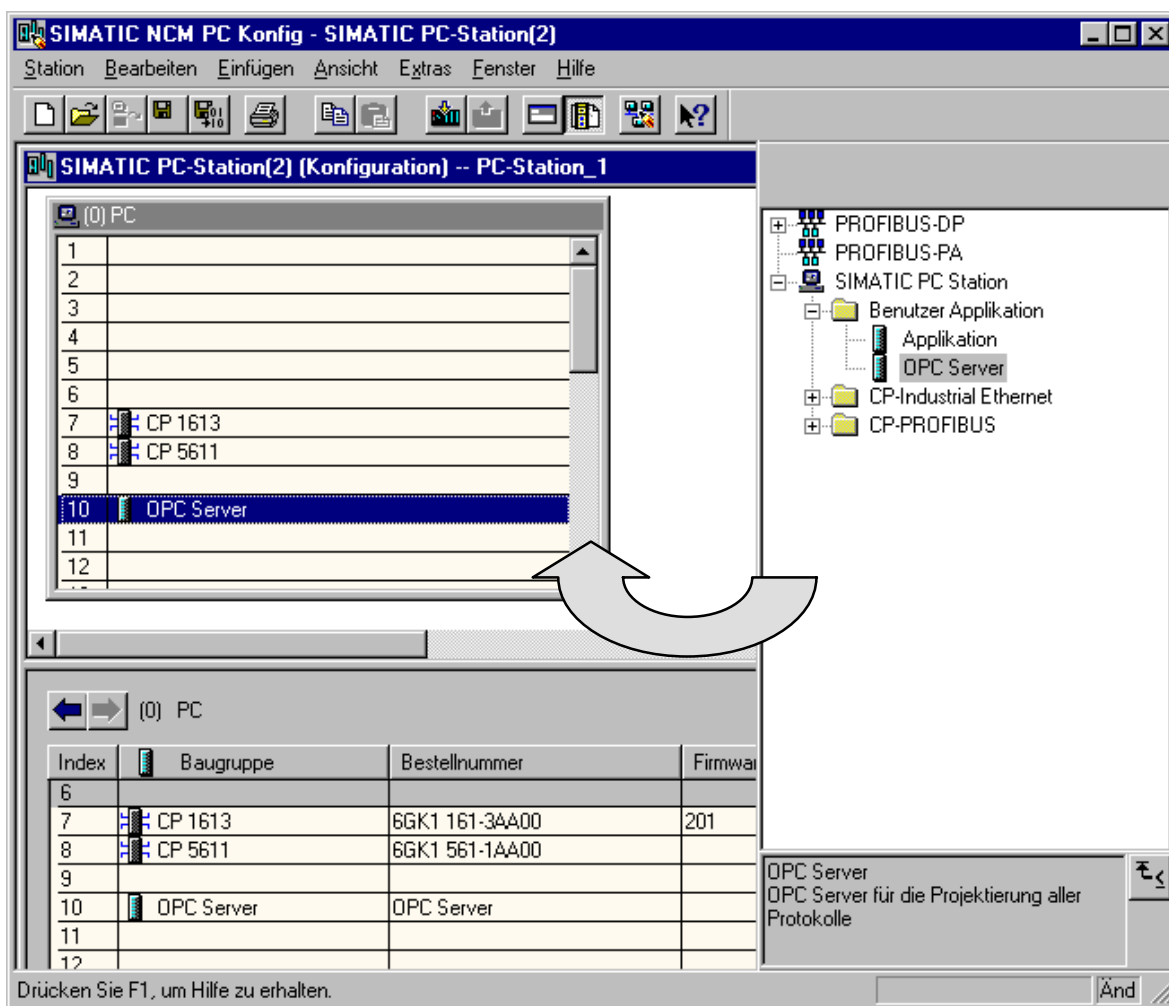 SIMATIC NCM PC Konfig - SIMATIC PC-Station(2)
Station Bearbeiten Einfügen Ansicht Extras Fenster Hilfe
SIMATIC PC-Station(2) (Konfiguration) -- PC-Station_1
(0) PC
1
2
3
4
5
6
7 CP 1613
8 CP 5611
9
10 OPC Server
11
12
PROFIBUS-DP
PROFIBUS-PA
SIMATIC PC Station
Benutzer Applikation
Applikation
OPC Server
CP-Industrial Ethernet
CP-PROFIBUS
(0) PC
Index Baugruppe Bestellnummer Firmwar
6
7 CP 1613 6GK1 161-3AA00 201
8 CP 5611 6GK1 561-1AA00
9
10 OPC Server OPC Server
11
12
OPC Server
OPC Server für die Projektierung aller
Protokolle
Drücken Sie F1, um Hilfe zu erhalten.
Änd